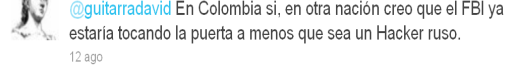 @guitarradavid En Colombia si, en otra nación creo que el FBI ya
estaría tocando la puerta a menos que sea un Hacker ruso.
12 ago